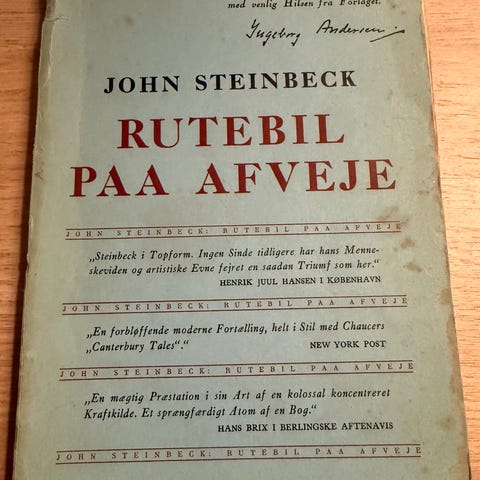 med venlig Hilsen fra Forlaget.
Ingeborg Andersen
JOHN STEINBECK
RUTEBIL
PAA AFVEJE
JOHN STEINBECK: RUTEBIL PAA AFVEJE
„Steinbeck i Topform. Ingen Sinde tidligere har hans Menne-
skeviden og artistiske Evne fejret en saadan Triumf som her.“
HENRIK JUUL HANSEN I KØBENHAVN
JOHN STEINBECK: RUTEBIL PAA AFVEJE
„En forbløffende moderne Fortælling, helt i Stil med Chaucers
„Canterbury Tales“.“ NEW YORK POST
JOHN STEINBECK: RUTEBIL PAA AFVEJE
„En mægtig Præstation i sin Art af en kolossal koncentreret
Kraftkilde. Et sprængfærdigt Atom af en Bog.“
HANS BRIX I BERLINGSKE AFTENAVIS
JOHN STEINBECK: RUTEBIL PAA AFVEJE